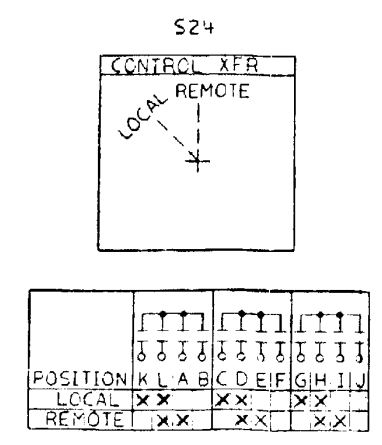 S24
CONTROL XFR
REMOTE
LOCAL
POSITION K L A B C D E F G H I J
LOCAL X X X X X X
REMOTE X X X X X X